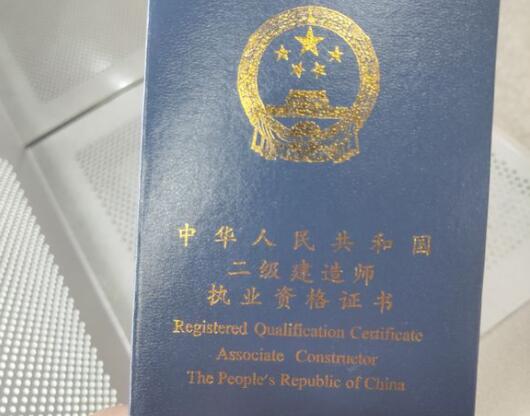 中华人民共和国
二级建造师
执业资格证书
Registered Qualification Certificate
Associate Constructor
The People's Republic of China